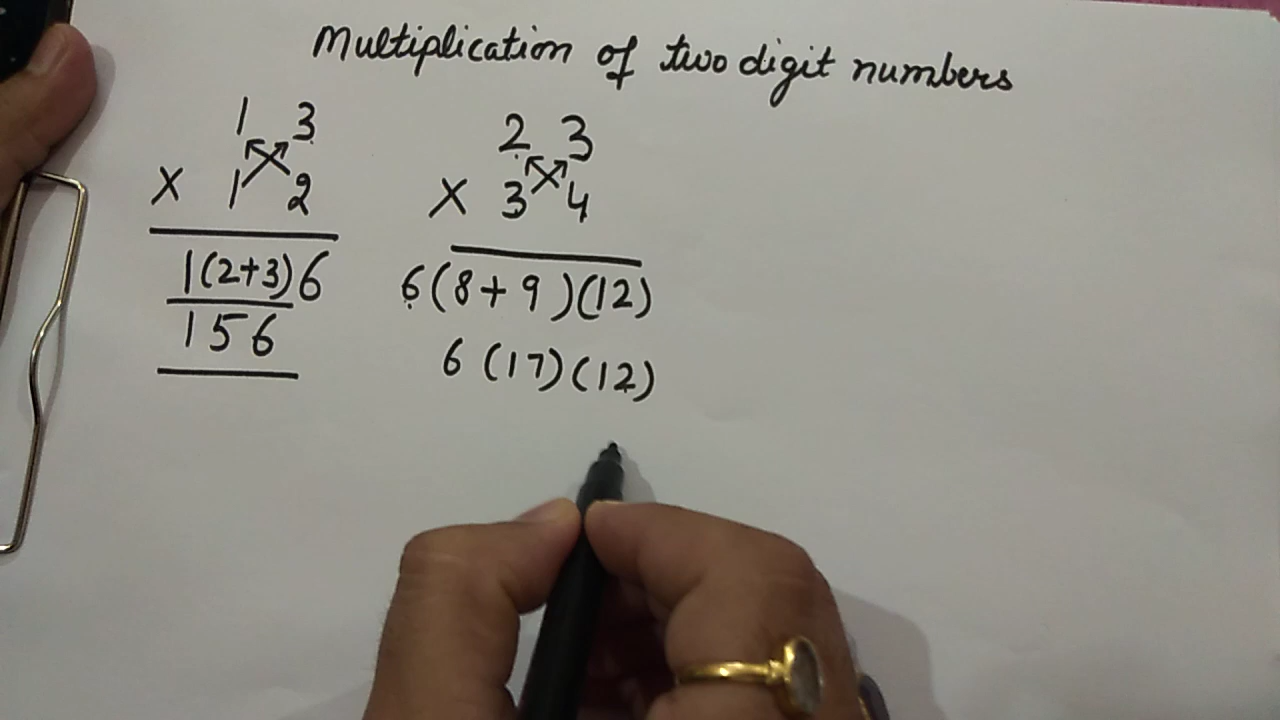 Multiplication of two digit numbers
1 3
X 1 2
1(2+3)6
156
2 3
X 3 4
6(8+9)(12)
6(17)(12)